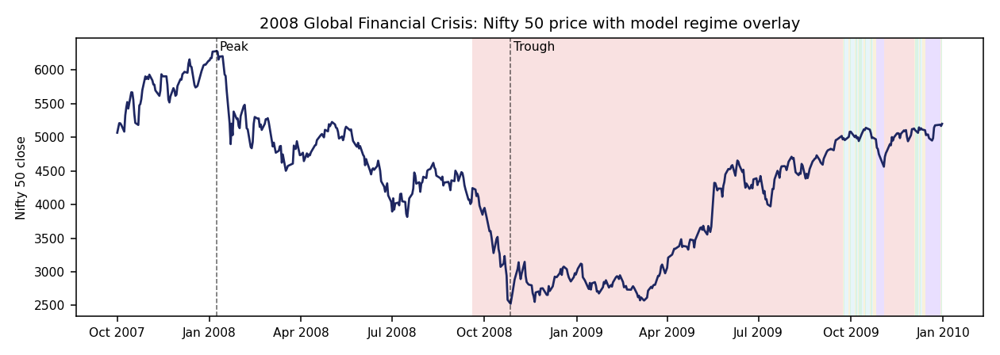 2008 Global Financial Crisis: Nifty 50 price with model regime overlay
Peak
Trough
Nifty 50 close
6000
5500
5000
4500
4000
3500
3000
2500
Oct 2007
Jan 2008
Apr 2008
Jul 2008
Oct 2008
Jan 2009
Apr 2009
Jul 2009
Oct 2009
Jan 2010